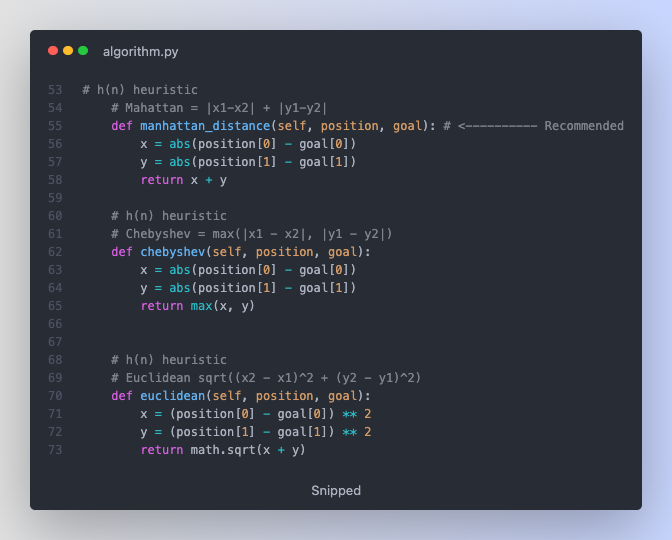 algorithm.py
53 # h(n) heuristic
54     # Mahattan = |x1-x2| + |y1-y2|
55     def manhattan_distance(self, position, goal): # <---------- Recommended
56         x = abs(position[0] - goal[0])
57         y = abs(position[1] - goal[1])
58         return x + y
59
60     # h(n) heuristic
61     # Chebyshev = max(|x1 - x2|, |y1 - y2|)
62     def chebyshev(self, position, goal):
63         x = abs(position[0] - goal[0])
64         y = abs(position[1] - goal[1])
65         return max(x, y)
66
67
68     # h(n) heuristic
69     # Euclidean sqrt((x2 - x1)^2 + (y2 - y1)^2)
70     def euclidean(self, position, goal):
71         x = (position[0] - goal[0]) ** 2
72         y = (position[1] - goal[1]) ** 2
73         return math.sqrt(x + y)
Snipped